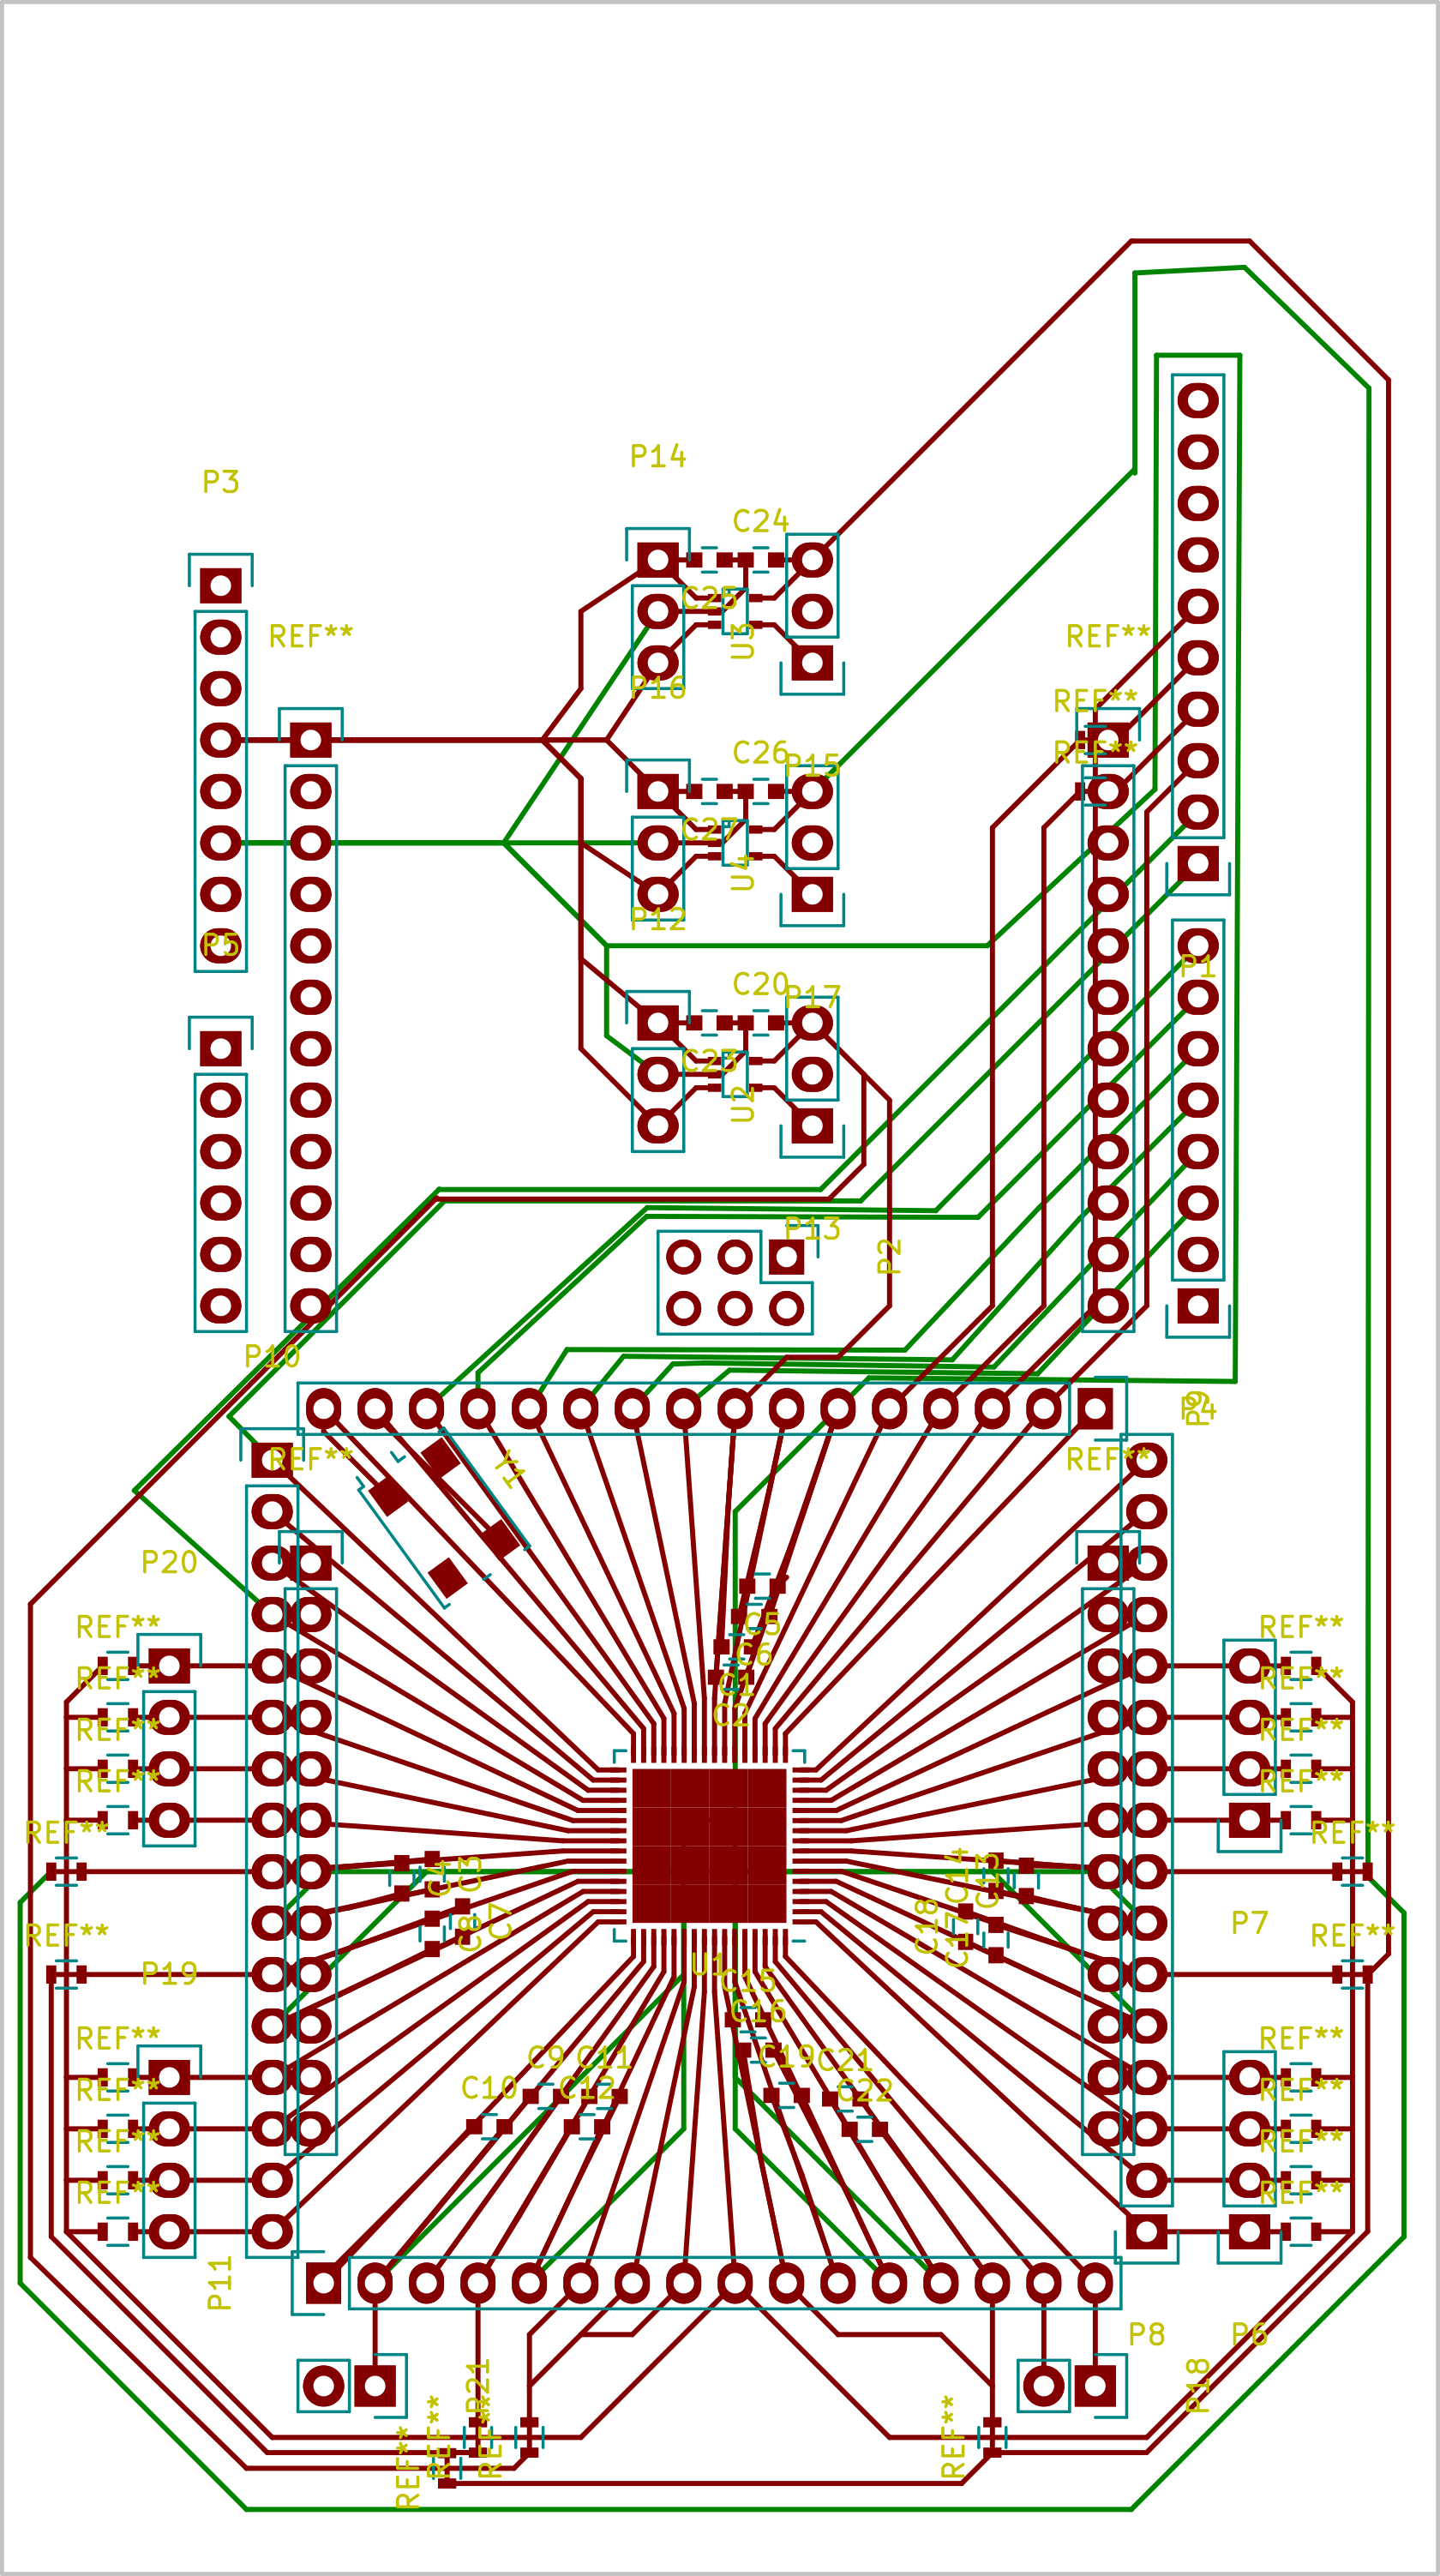 P14
P3
C24
C25
U3
REF**
REF**
P16
REF**
REF**
C26
P15
C27
U4
P12
P5
P1
C20
P17
C23
U2
P13
P2
P10
P4
P9
REF**
REF**
Y1
P20
REF**
REF**
C5
C6
REF**
REF**
C1
C2
REF**
REF**
REF**
REF**
REF**
REF**
C4
C3
C14
C13
C8
C7
C18
C17
P7
REF**
REF**
P19
U1
C15
C16
REF**
REF**
C9
C11
C19
C21
C10
C12
C22
REF**
REF**
REF**
REF**
REF**
REF**
P11
P8
P6
P21
P18
REF**
REF**
REF**
REF**